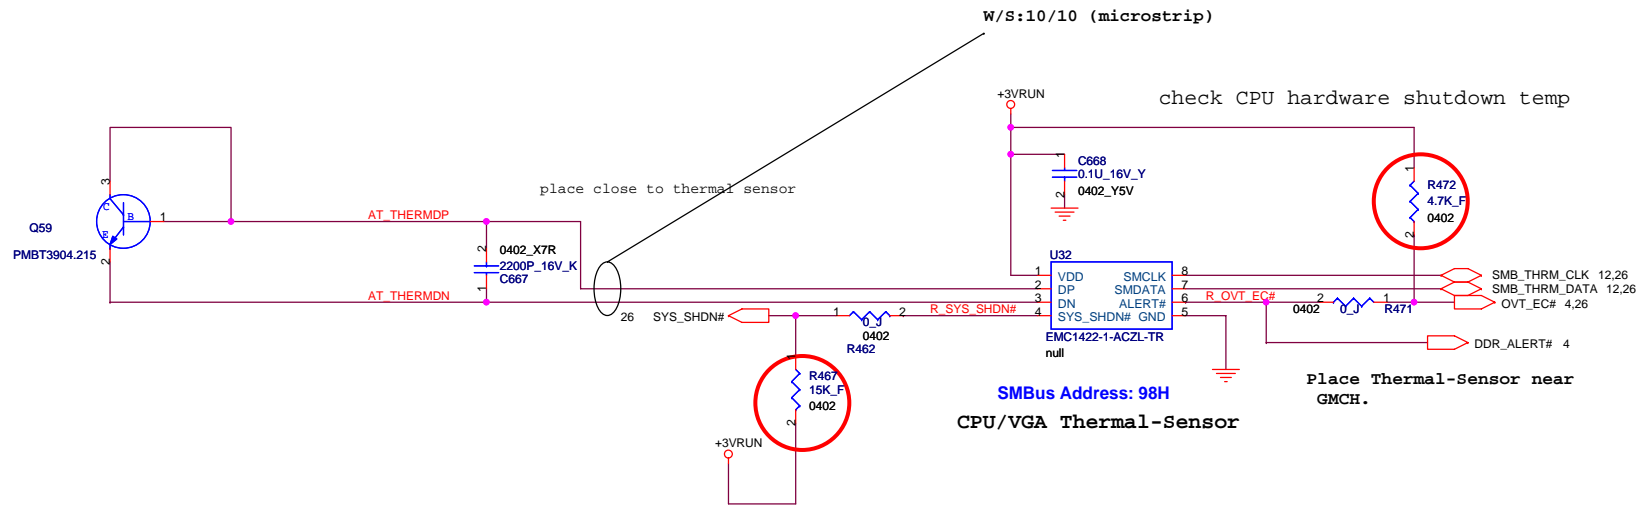 W/S:10/10 (microstrip)
+3VRUN
check CPU hardware shutdown temp
C668
0.1U_16V_Y
0402_Y5V
1
2
R472
4.7K_F
0402
1
2
place close to thermal sensor
3
C
B
E
1
2
Q59
PMBT3904.215
AT_THERMDP
2
0402_X7R
2200P_16V_K
C667
1
AT_THERMDN
U32
1 VDD SMCLK 8
2 DP SMDATA 7
3 DN ALERT# 6
4 SYS_SHDN# GND 5
EMC1422-1-ACZL-TR
null
SMB_THRM_CLK 12,26
SMB_THRM_DATA 12,26
OVT_EC# 4,26
R_OVT_EC#
0402
2
0_J
1
R471
DDR_ALERT# 4
26 SYS_SHDN#
1
2
0_J
0402
R462
R_SYS_SHDN#
1
R467
15K_F
0402
2
+3VRUN
SMBus Address: 98H
CPU/VGA Thermal-Sensor
Place Thermal-Sensor near
GMCH.